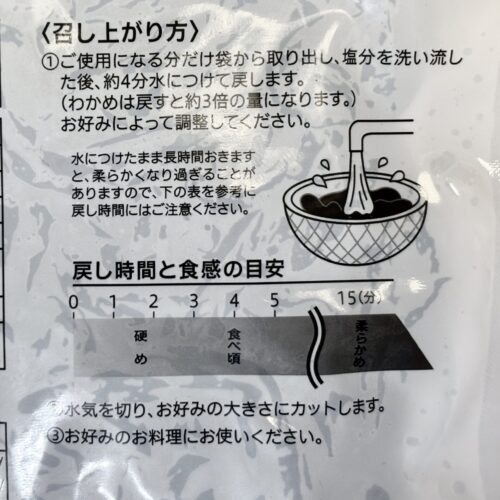 〈召し上がり方〉
①ご使用になる分だけ袋から取り出し、塩分を洗い流し
た後、約4分水につけて戻します。
(わかめは戻すと約3倍の量になります。)
お好みによって調整してください。
水につけたまま長時間おきます
と、柔らかくなり過ぎることが
ありますので、下の表を参考に
戻し時間にはご注意ください。
戻し時間と食感の目安
0 1 2 3 4 5 15(分)
硬め 食べ頃 柔らかめ
②水気を切り、お好みの大きさにカットします。
③お好みのお料理にお使いください。